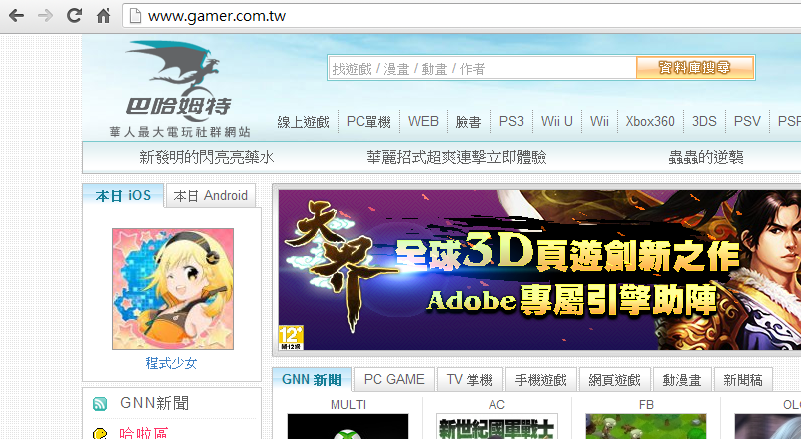 www.gamer.com.tw
巴哈姆特
華人最大電玩社群網站
找遊戲 / 漫畫 / 動畫 / 作者
資料庫搜尋
線上遊戲 PC單機 WEB 臉書 PS3 Wii U Wii Xbox360 3DS PSV PSP
新發明的閃亮亮藥水 華麗招式超爽連擊立即體驗 蟲蟲的逆襲
本日 iOS 本日 Android
程式少女
天界
全球3D頁遊創新之作
Adobe專屬引擎助陣
12+
GNN 新聞 PC GAME TV 掌機 手機遊戲 網頁遊戲 動漫畫 新聞稿
MULTI AC FB OLG
新世紀國軍戰士
GNN新聞
哈啦區